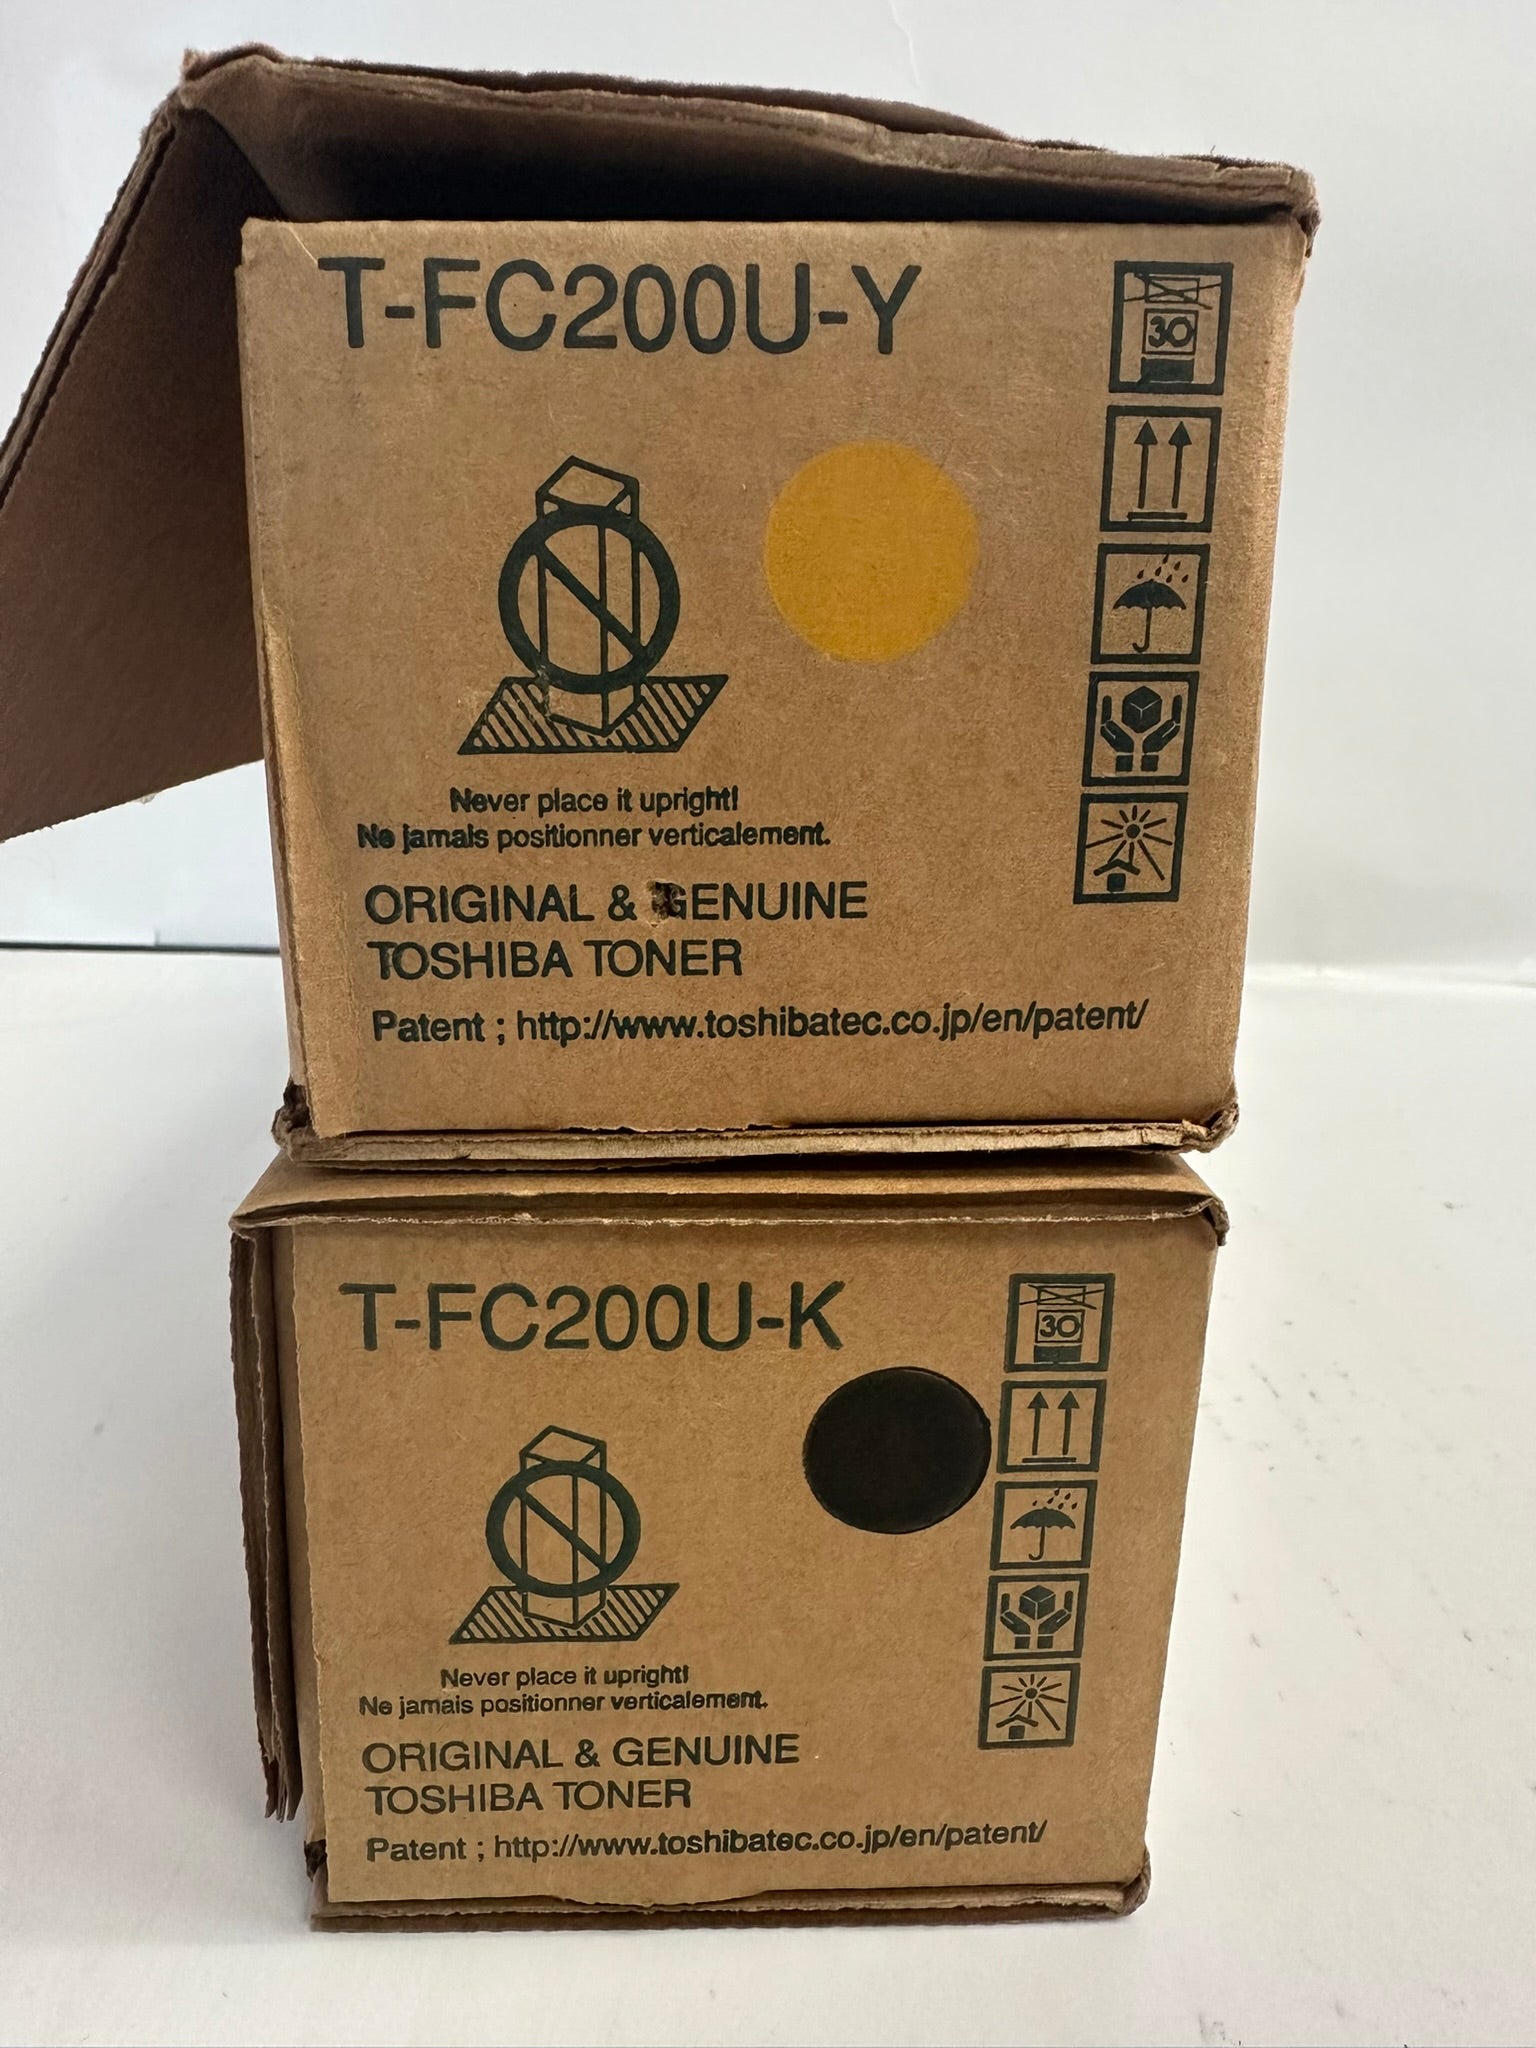 T-FC200U-Y
30
Never place it upright!
Ne jamais positionner verticalement.
ORIGINAL & GENUINE
TOSHIBA TONER
Patent ; http://www.toshibatec.co.jp/en/patent/
T-FC200U-K
30
Never place it upright!
Ne jamais positionner verticalement.
ORIGINAL & GENUINE
TOSHIBA TONER
Patent ; http://www.toshibatec.co.jp/en/patent/